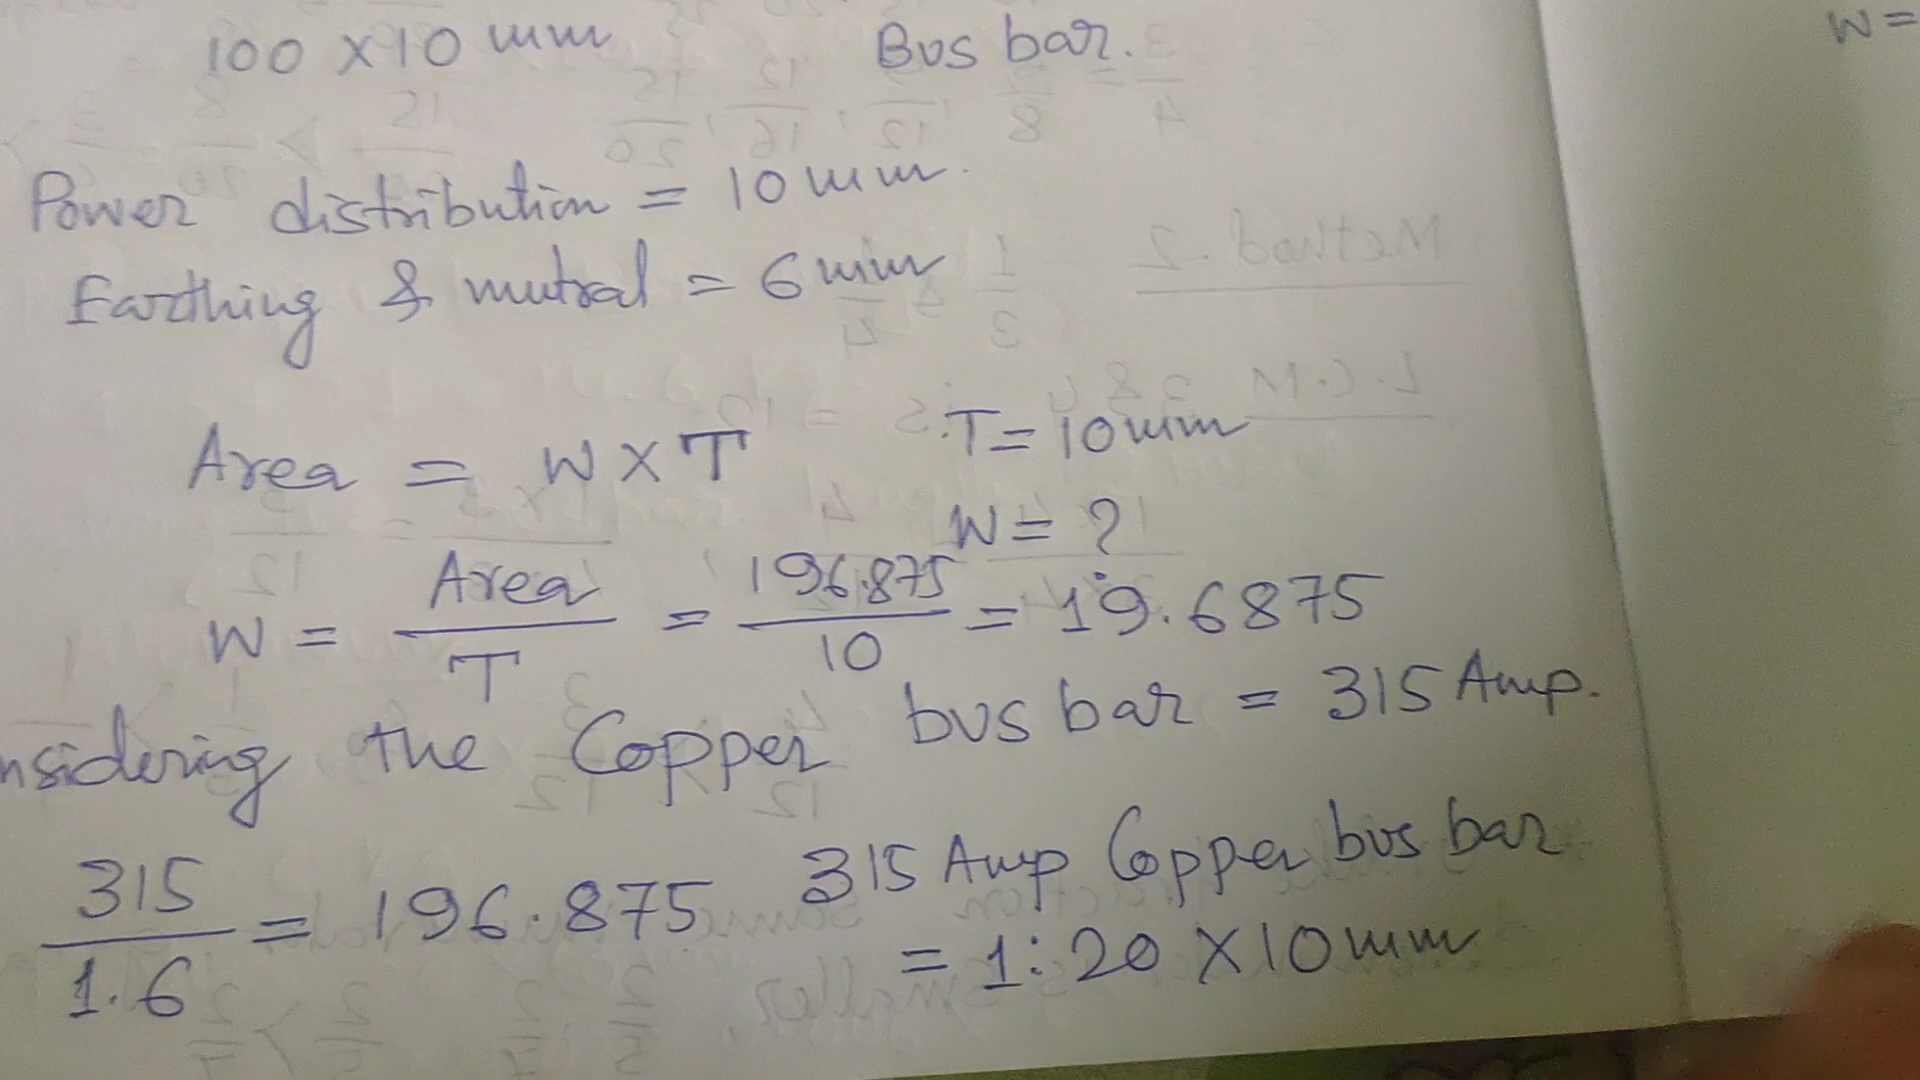 100 x 10 mm Bus bar.
W =
Power distribution = 10 mm.
Earthing & nutral = 6 mm
Area = W x T T = 10 mm
W = ?
W = Area / T = 196.875 / 10 = 19.6875
nsidering the Copper bus bar = 315 Amp.
315 / 1.6 = 196.875 315 Amp Copper bus bar
= 1:20 x 10 mm